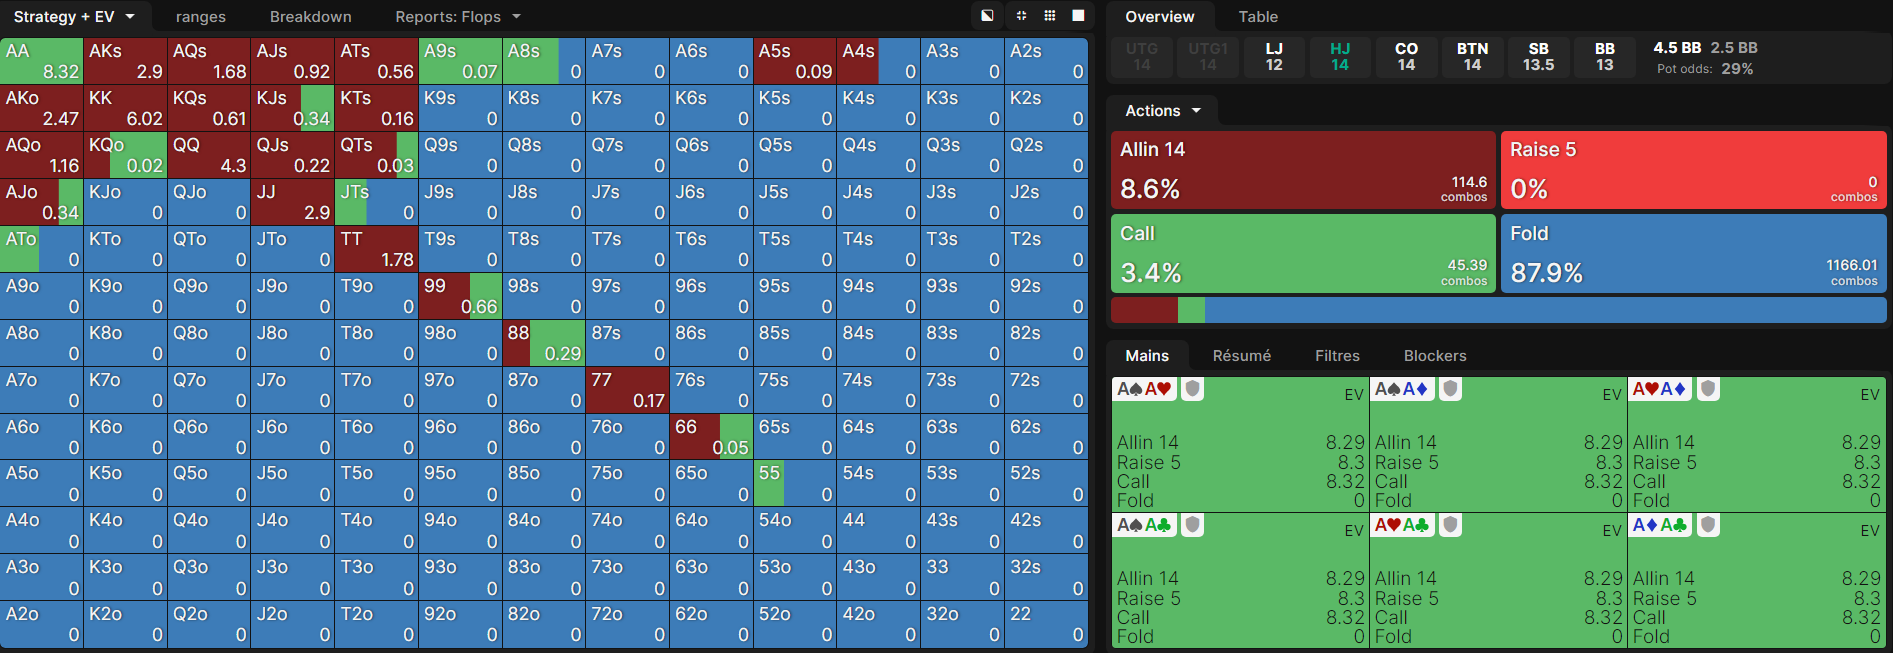 Strategy + EV ranges Breakdown Reports: Flops
AA AKs AQs AJs ATs A9s A8s A7s A6s A5s A4s A3s A2s
8.32 2.9 1.68 0.92 0.56 0.07 0 0 0 0.09 0 0 0
AKo KK KQs KJs KTs K9s K8s K7s K6s K5s K4s K3s K2s
2.47 6.02 0.61 0.34 0.16 0 0 0 0 0 0 0 0
AQo KQo QQ QJs QTs Q9s Q8s Q7s Q6s Q5s Q4s Q3s Q2s
1.16 0.02 4.3 0.22 0.03 0 0 0 0 0 0 0 0
AJo KJo QJo JJ JTs J9s J8s J7s J6s J5s J4s J3s J2s
0.34 0 0 2.9 0 0 0 0 0 0 0 0 0
ATo KTo QTo JTo TT T9s T8s T7s T6s T5s T4s T3s T2s
0 0 0 0 1.78 0 0 0 0 0 0 0 0
A9o K9o Q9o J9o T9o 99 98s 97s 96s 95s 94s 93s 92s
0 0 0 0 0 0.66 0 0 0 0 0 0 0
A8o K8o Q8o J8o T8o 98o 88 87s 86s 85s 84s 83s 82s
0 0 0 0 0 0 0.29 0 0 0 0 0 0
A7o K7o Q7o J7o T7o 97o 87o 77 76s 75s 74s 73s 72s
0 0 0 0 0 0 0 0.17 0 0 0 0 0
A6o K6o Q6o J6o T6o 96o 86o 76o 66 65s 64s 63s 62s
0 0 0 0 0 0 0 0 0.05 0 0 0 0
A5o K5o Q5o J5o T5o 95o 85o 75o 65o 55 54s 53s 52s
0 0 0 0 0 0 0 0 0 0 0 0 0
A4o K4o Q4o J4o T4o 94o 84o 74o 64o 54o 44 43s 42s
0 0 0 0 0 0 0 0 0 0 0 0 0
A3o K3o Q3o J3o T3o 93o 83o 73o 63o 53o 43o 33 32s
0 0 0 0 0 0 0 0 0 0 0 0 0
A2o K2o Q2o J2o T2o 92o 82o 72o 62o 52o 42o 32o 22
0 0 0 0 0 0 0 0 0 0 0 0 0
Overview Table
UTG UTG1 LJ HJ CO BTN SB BB 4.5 BB 2.5 BB
14 14 12 14 14 14 13.5 13 Pot odds: 29%
Actions
Allin 14 Raise 5
8.6% 114.6 combos 0% 0 combos
Call Fold
3.4% 45.39 combos 87.9% 1166.01 combos
Mains Résumé Filtres Blockers
A♠A♥ EV A♠A♦ EV A♥A♦ EV
Allin 14 8.29 Allin 14 8.29 Allin 14 8.29
Raise 5 8.3 Raise 5 8.3 Raise 5 8.3
Call 8.32 Call 8.32 Call 8.32
Fold 0 Fold 0 Fold 0
A♠A♣ EV A♥A♣ EV A♦A♣ EV
Allin 14 8.29 Allin 14 8.29 Allin 14 8.29
Raise 5 8.3 Raise 5 8.3 Raise 5 8.3
Call 8.32 Call 8.32 Call 8.32
Fold 0 Fold 0 Fold 0